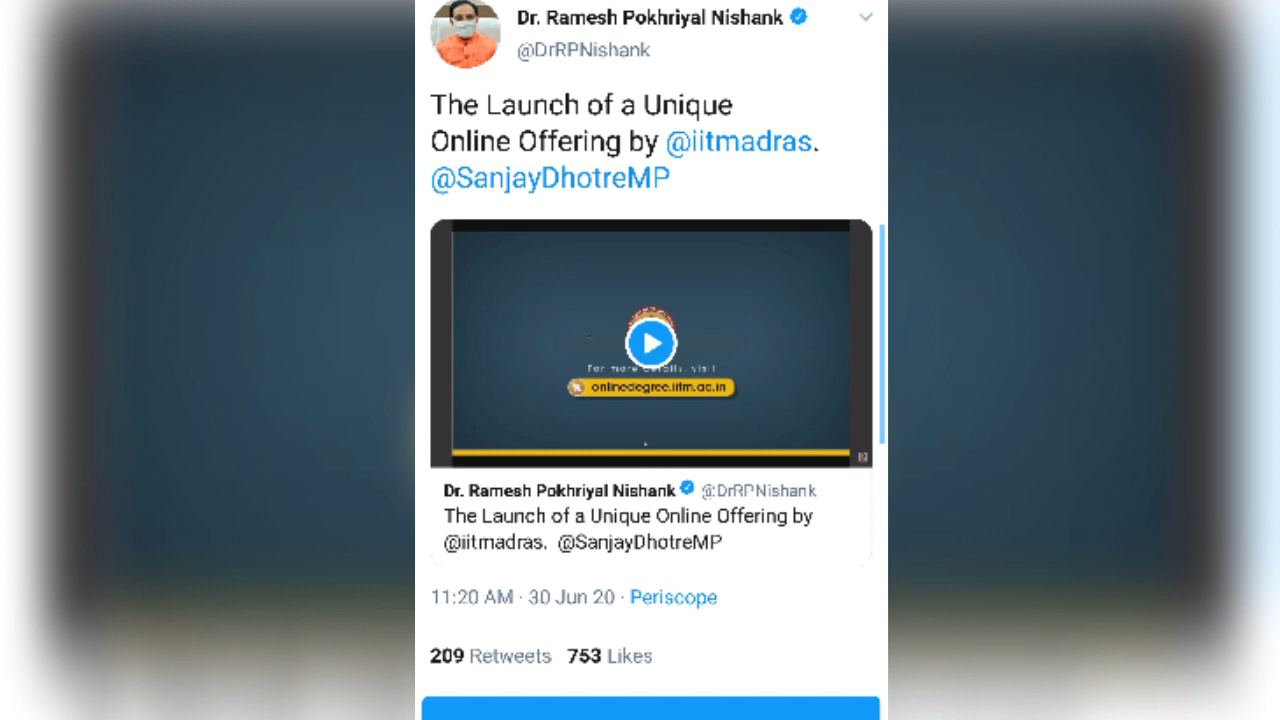 Dr. Ramesh Pokhriyal Nishank
@DrRPNishank
The Launch of a Unique
Online Offering by @iitmadras.
@SanjayDhotreMP
For more details, visit
onlinedegree.iitm.ac.in
Dr. Ramesh Pokhriyal Nishank @DrRPNishank
The Launch of a Unique Online Offering by
@iitmadras. @SanjayDhotreMP
11:20 AM · 30 Jun 20 · Periscope
209 Retweets 753 Likes